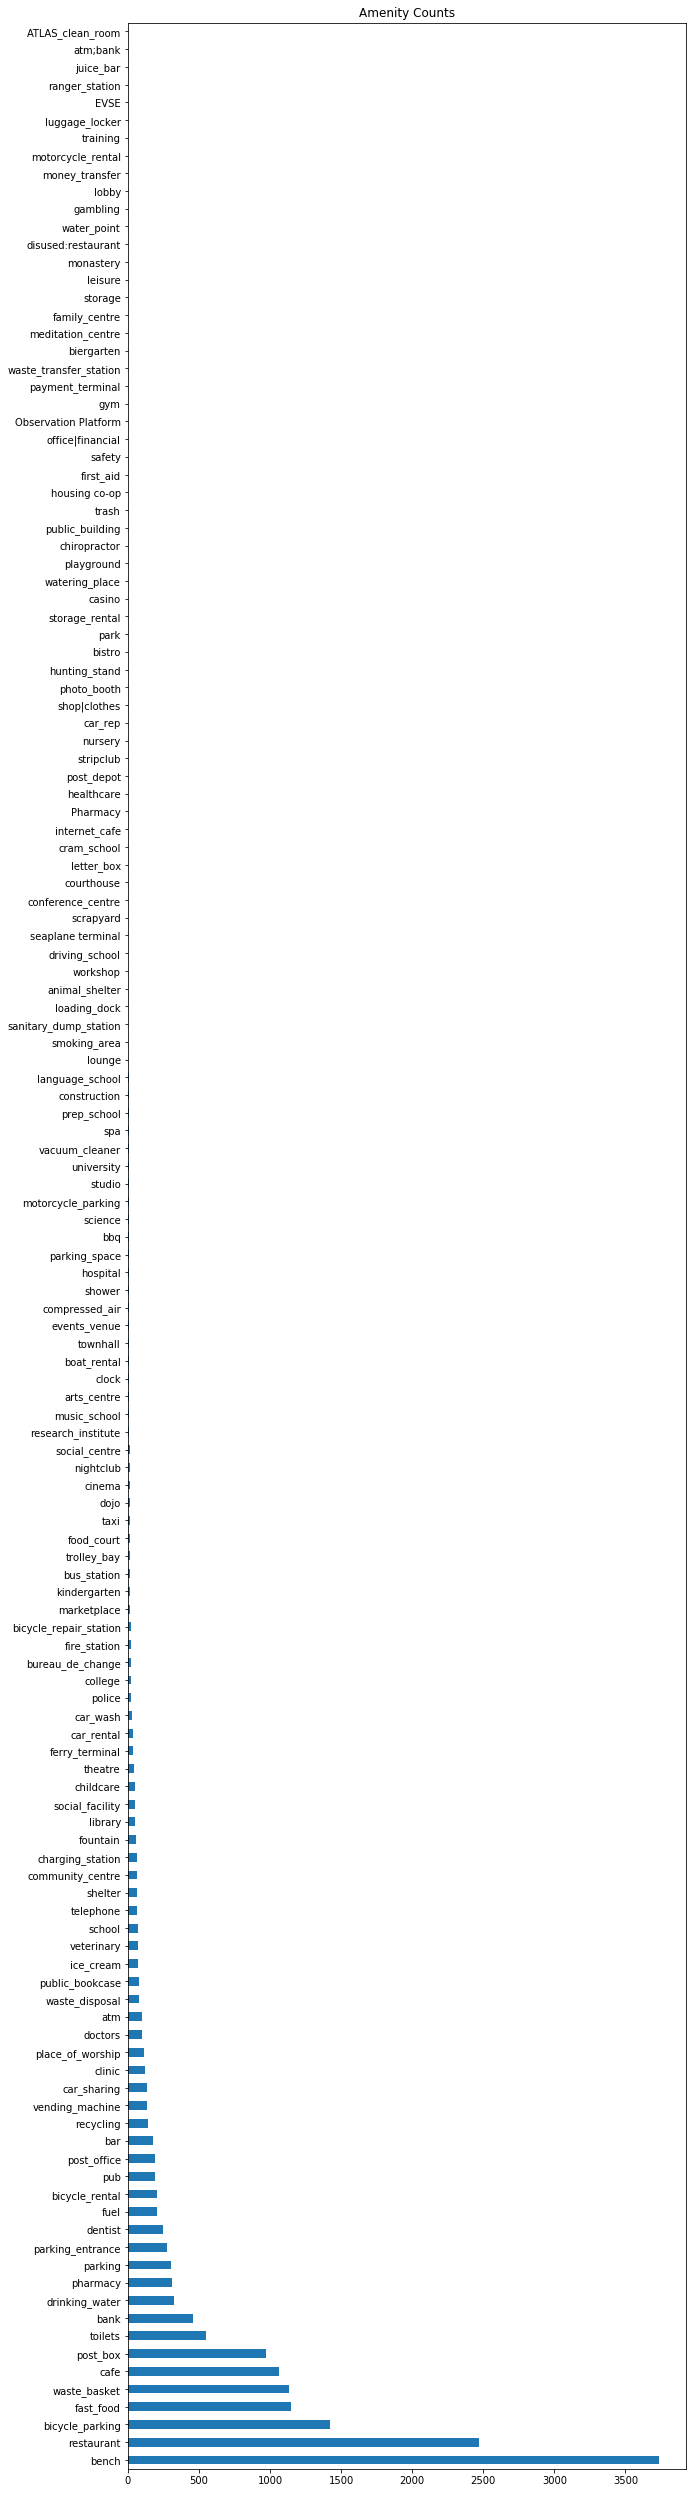 Amenity Counts
ATLAS_clean_room
atm;bank
juice_bar
ranger_station
EVSE
luggage_locker
training
motorcycle_rental
money_transfer
lobby
gambling
water_point
disused:restaurant
monastery
leisure
storage
family_centre
meditation_centre
biergarten
waste_transfer_station
payment_terminal
gym
Observation Platform
office|financial
safety
first_aid
housing co-op
trash
public_building
chiropractor
playground
watering_place
casino
storage_rental
park
bistro
hunting_stand
photo_booth
shop|clothes
car_rep
nursery
stripclub
post_depot
healthcare
Pharmacy
internet_cafe
cram_school
letter_box
courthouse
conference_centre
scrapyard
seaplane terminal
driving_school
workshop
animal_shelter
loading_dock
sanitary_dump_station
smoking_area
lounge
language_school
construction
prep_school
spa
vacuum_cleaner
university
studio
motorcycle_parking
science
bbq
parking_space
hospital
shower
compressed_air
events_venue
townhall
boat_rental
clock
arts_centre
music_school
research_institute
social_centre
nightclub
cinema
dojo
taxi
food_court
trolley_bay
bus_station
kindergarten
marketplace
bicycle_repair_station
fire_station
bureau_de_change
college
police
car_wash
car_rental
ferry_terminal
theatre
childcare
social_facility
library
fountain
charging_station
community_centre
shelter
telephone
school
veterinary
ice_cream
public_bookcase
waste_disposal
atm
doctors
place_of_worship
clinic
car_sharing
vending_machine
recycling
bar
post_office
pub
bicycle_rental
fuel
dentist
parking_entrance
parking
pharmacy
drinking_water
bank
toilets
post_box
cafe
waste_basket
fast_food
bicycle_parking
restaurant
bench
0 500 1000 1500 2000 2500 3000 3500